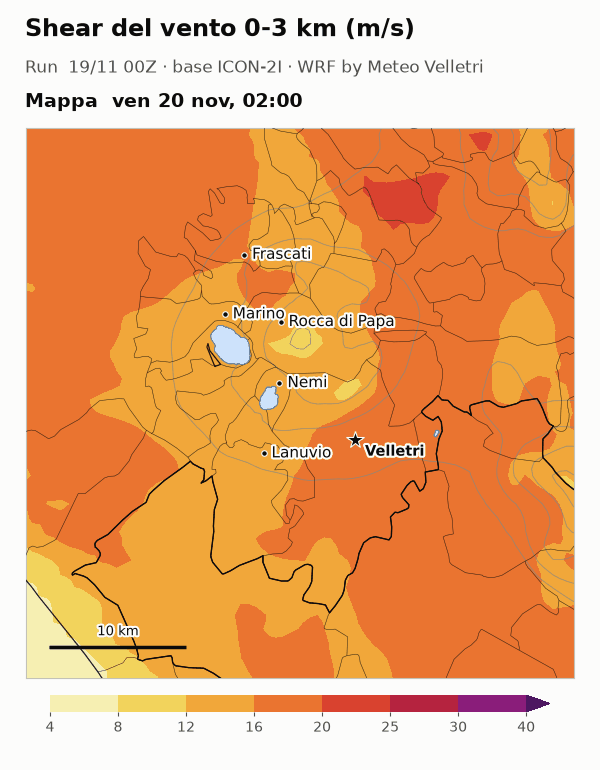 Shear del vento 0-3 km (m/s)
Run  19/11 00Z · base ICON-2I · WRF by Meteo Velletri
Mappa  ven 20 nov, 02:00
Frascati
Marino
Rocca di Papa
Nemi
Velletri
Lanuvio
10 km
4 8 12 16 20 25 30 40